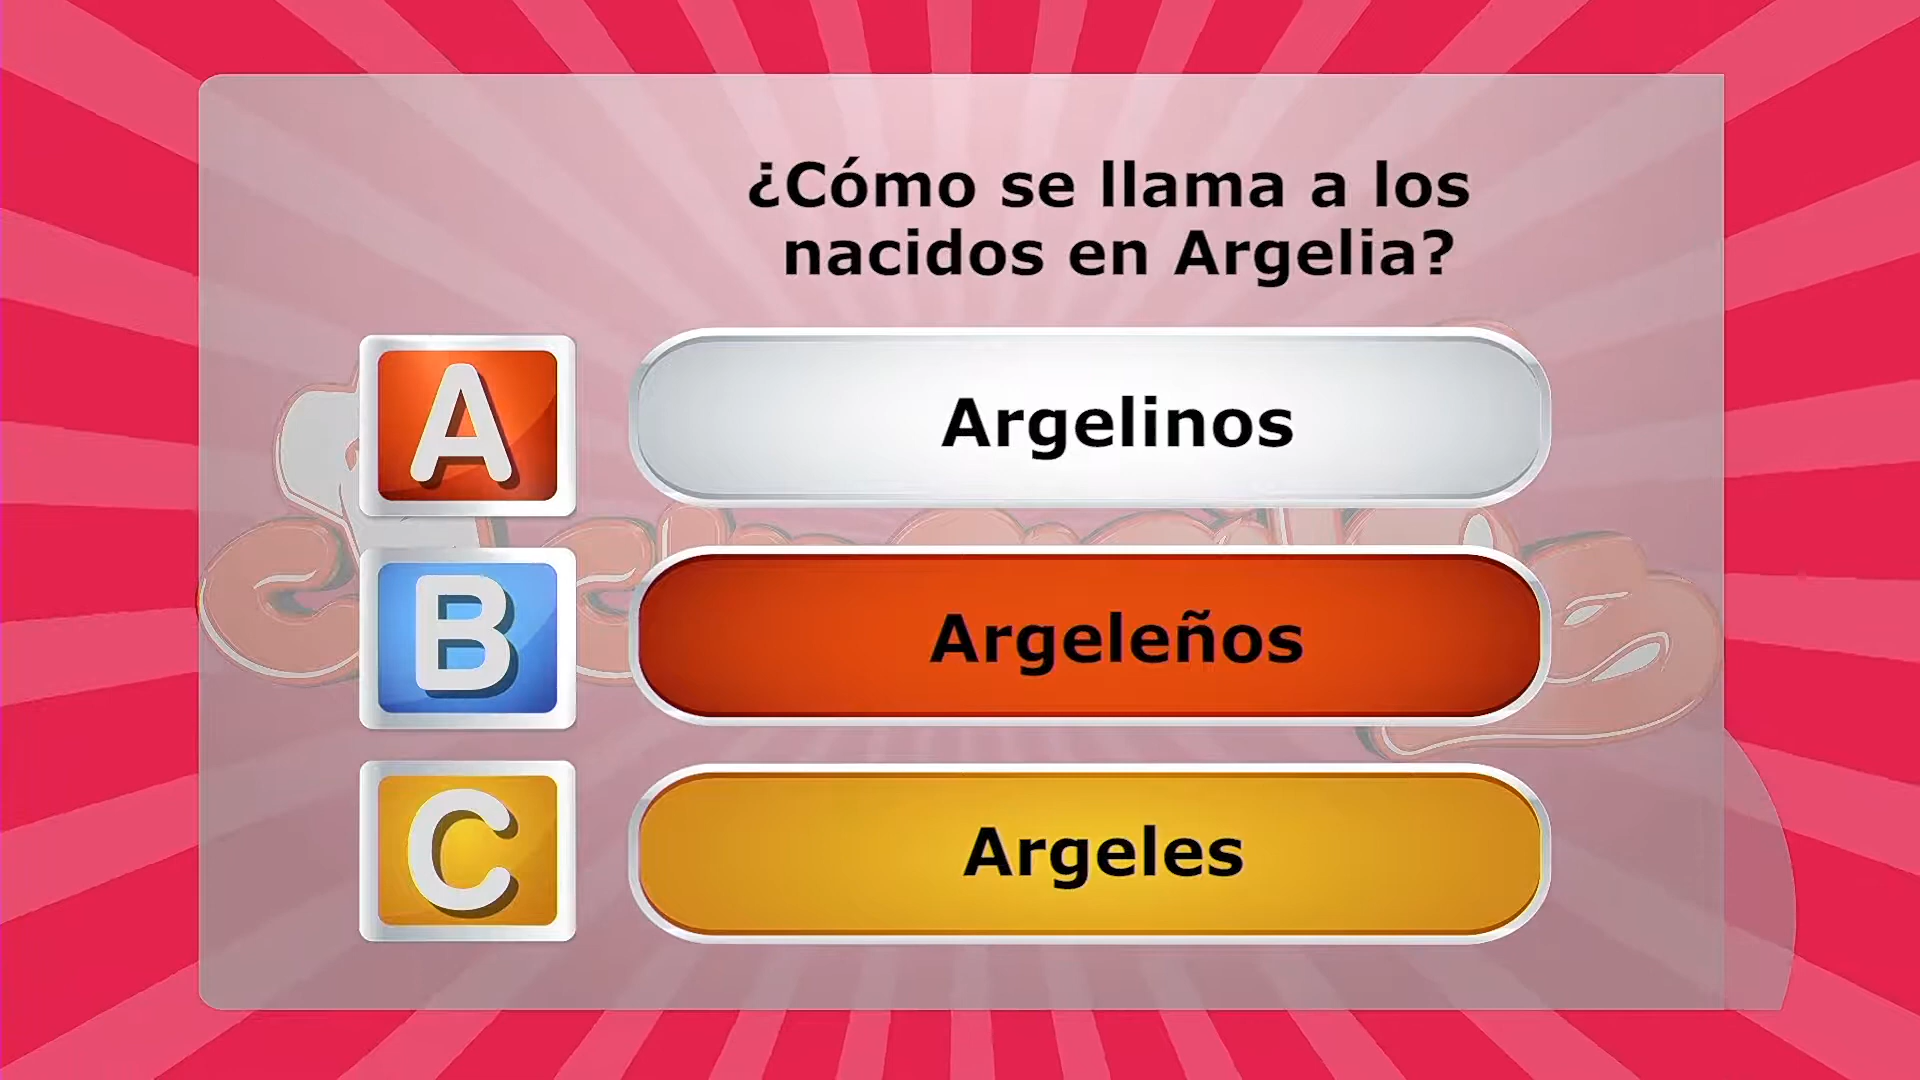 ¿Cómo se llama a los
nacidos en Argelia?
A
Argelinos
B
Argeleños
C
Argeles